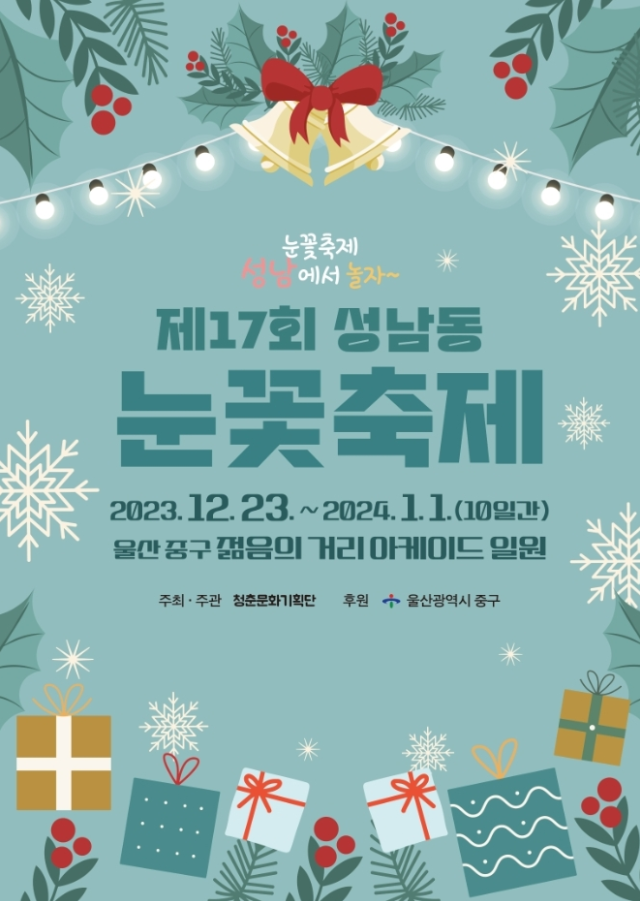 눈꽃축제
성남에서 놀자~
제17회 성남동
눈꽃축제
2023. 12. 23. ~ 2024. 1. 1. (10일간)
울산 중구 젊음의 거리 아케이드 일원
주최·주관 청춘문화기획단 후원 울산광역시 중구